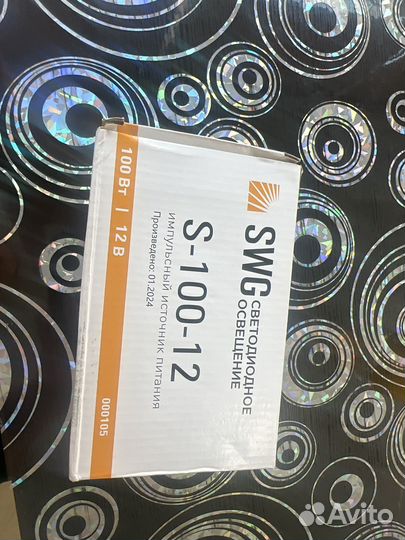 SWG
СВЕТОДИОДНОЕ
ОСВЕЩЕНИЕ
S-100-12
ИМПУЛЬСНЫЙ ИСТОЧНИК ПИТАНИЯ
Произведено: 01.2024
100 Вт | 12 В
000105
Avito